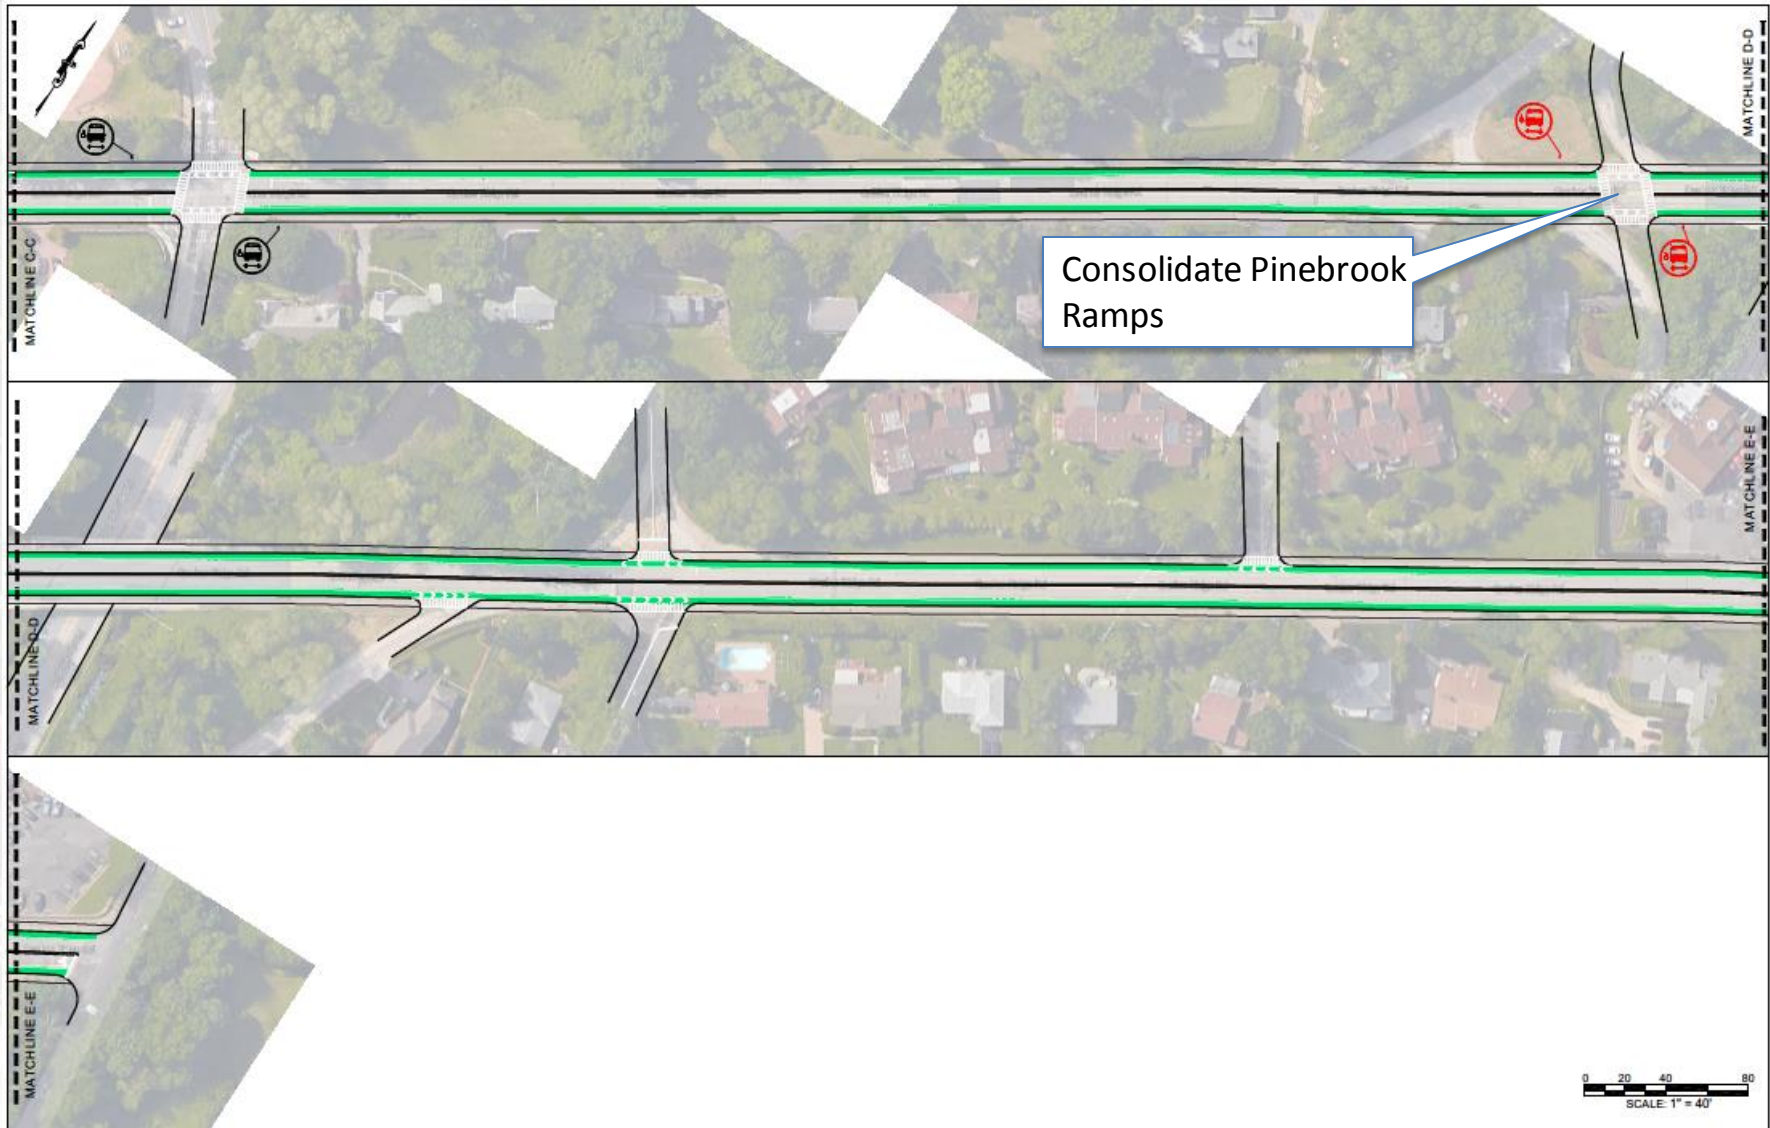 MATCHLINE C-C
MATCHLINE D-D
Consolidate Pinebrook
Ramps
MATCHLINE D-D
MATCHLINE E-E
MATCHLINE E-E
0 20 40 80
SCALE: 1" = 40'